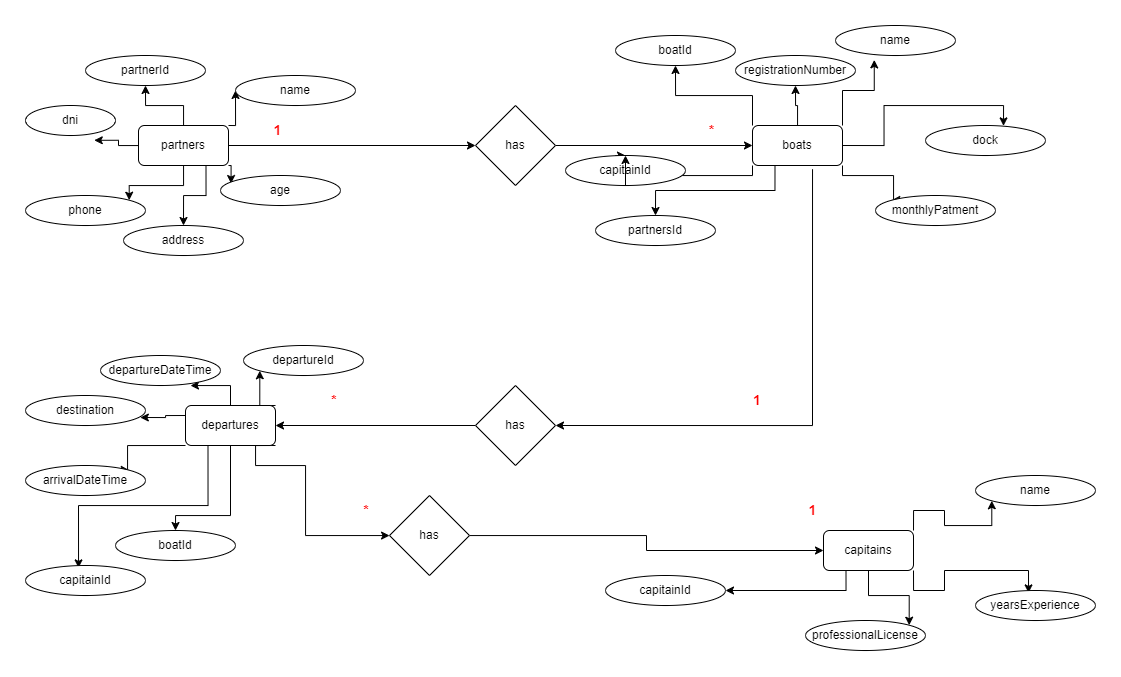 name
boatId
partnerId
registrationNumber
name
dni
1
*
partners
has
boats
dock
capitainId
age
phone
monthlyPatment
address
partnersId
departureId
departureDateTime
*
1
destination
departures
has
arrivalDateTime
name
*
1
has
boatId
capitains
capitainId
capitainId
yearsExperience
professionalLicense